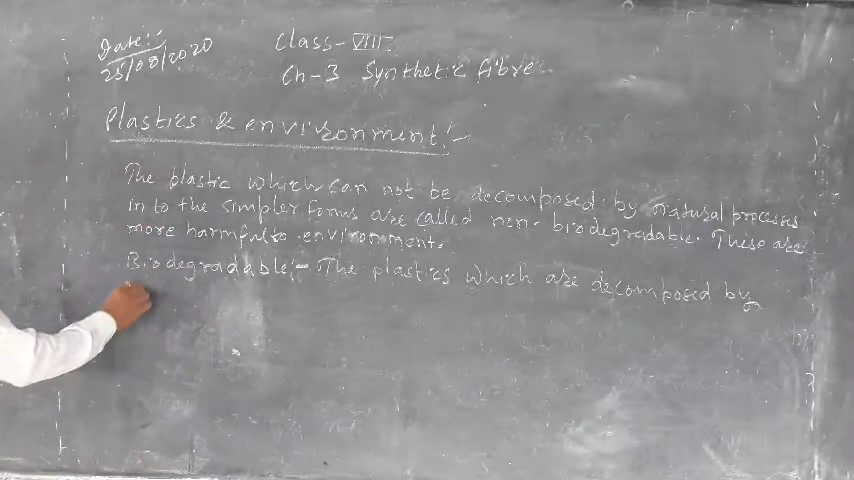 Date:-
25/09/2020
Class-VIII
Ch-3 Synthetic fibre
Plastics & environment:-
The plastic which can not be decomposed by natural processes
in to the simpler forms are called non-biodegradable. These are
more harmful to environment.
Biodegradable:- The plastics which are decomposed by